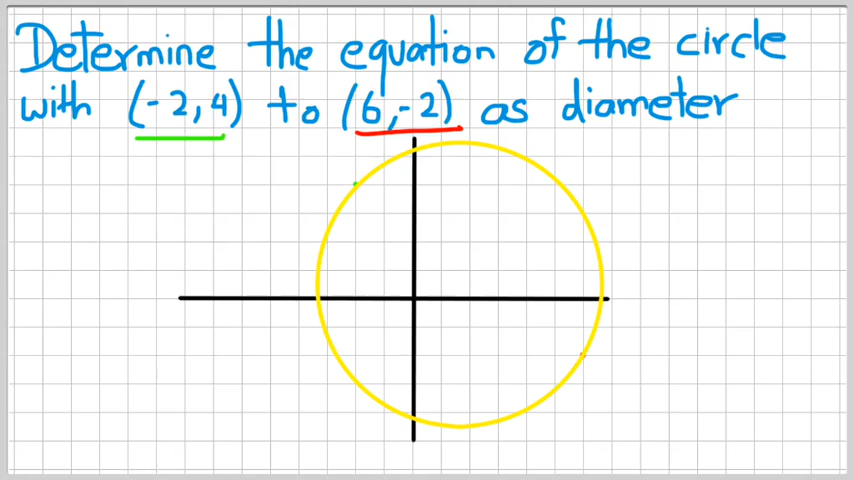 Determine the equation of the circle
with (-2,4) to (6,-2) as diameter